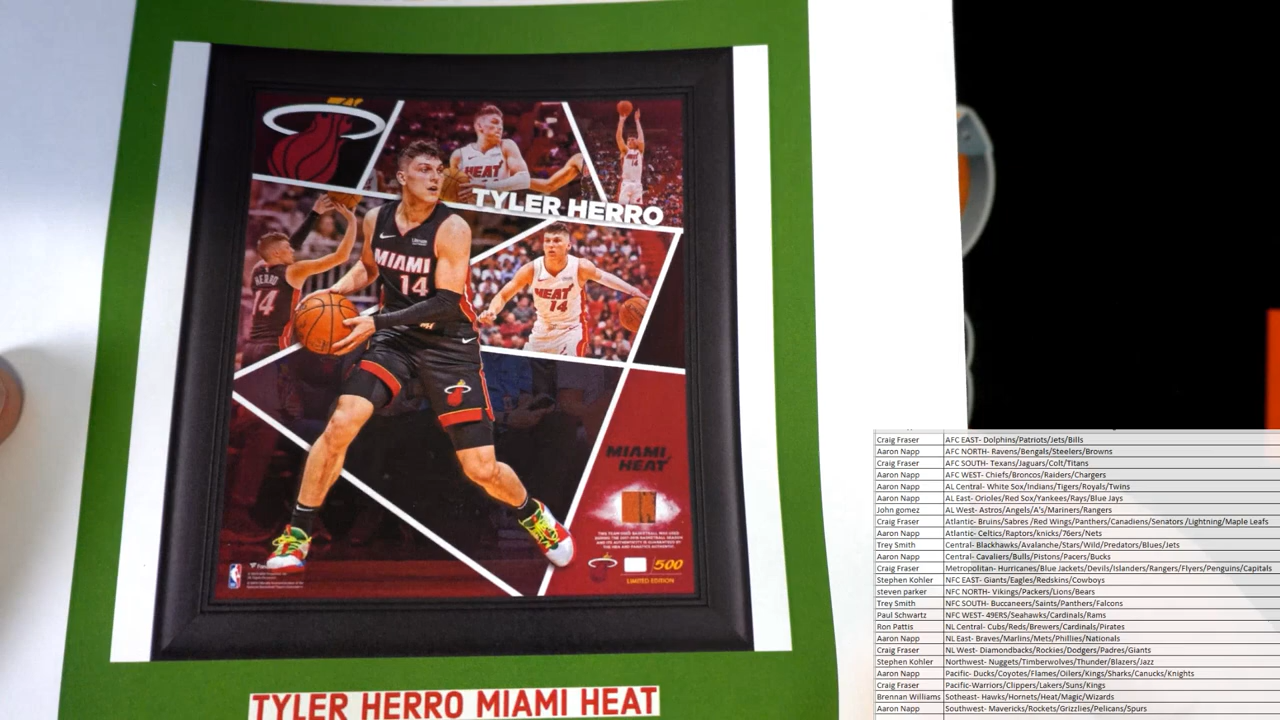 TYLER HERRO
HEAT
14
HERRO
14
MIAMI
14
HEAT
14
MIAMI
HEAT
500
LIMITED EDITION
NBA
TYLER HERRO MIAMI HEAT
Craig Fraser AFC EAST- Dolphins/Patriots/Jets/Bills
Aaron Napp AFC NORTH- Ravens/Bengals/Steelers/Browns
Craig Fraser AFC SOUTH- Texans/Jaguars/Colt/Titans
Aaron Napp AFC WEST- Chiefs/Broncos/Raiders/Chargers
Aaron Napp AL Central- White Sox/Indians/Tigers/Royals/Twins
Aaron Napp AL East- Orioles/Red Sox/Yankees/Rays/Blue Jays
John gomez AL West- Astros/Angels/A's/Mariners/Rangers
Craig Fraser Atlantic- Bruins/Sabres /Red Wings/Panthers/Canadiens/Senators /Lightning/Maple Leafs
Aaron Napp Atlantic- Celtics/Raptors/knicks/76ers/Nets
Trey Smith Central- Blackhawks/Avalanche/Stars/Wild/Predators/Blues/Jets
Aaron Napp Central- Cavaliers/Bulls/Pistons/Pacers/Bucks
Craig Fraser Metropolitan- Hurricanes/Blue Jackets/Devils/Islanders/Rangers/Flyers/Penguins/Capitals
Stephen Kohler NFC EAST- Giants/Eagles/Redskins/Cowboys
steven parker NFC NORTH- Vikings/Packers/Lions/Bears
Trey Smith NFC SOUTH- Buccaneers/Saints/Panthers/Falcons
Paul Schwartz NFC WEST- 49ERS/Seahawks/Cardinals/Rams
Ron Pattis NL Central- Cubs/Reds/Brewers/Cardinals/Pirates
Aaron Napp NL East- Braves/Marlins/Mets/Phillies/Nationals
Craig Fraser NL West- Diamondbacks/Rockies/Dodgers/Padres/Giants
Stephen Kohler Northwest- Nuggets/Timberwolves/Thunder/Blazers/Jazz
Aaron Napp Pacific- Ducks/Coyotes/Flames/Oilers/Kings/Sharks/Canucks/Knights
Craig Fraser Pacific-Warriors/Clippers/Lakers/Suns/Kings
Brennan Williams Sotheast- Hawks/Hornets/Heat/Magic/Wizards
Aaron Napp Southwest- Mavericks/Rockets/Grizzlies/Pelicans/Spurs